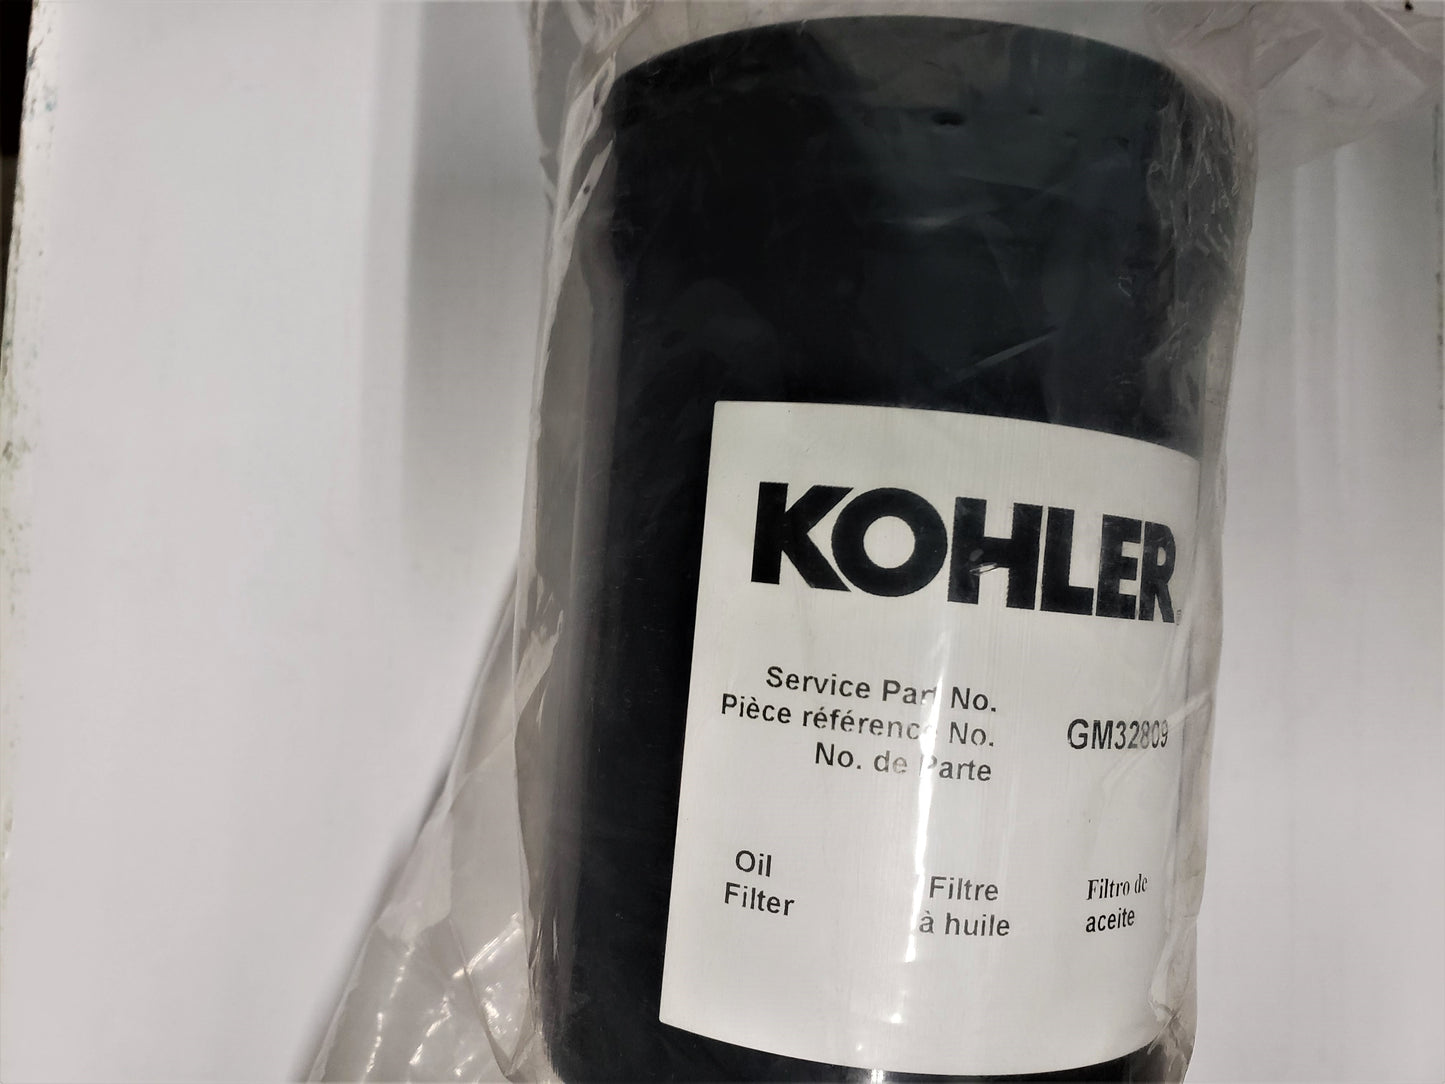 KOHLER
Service Part No.
Pièce référence No.
No. de Parte
GM32809
Oil
Filter
Filtre
à huile
Filtro de
aceite